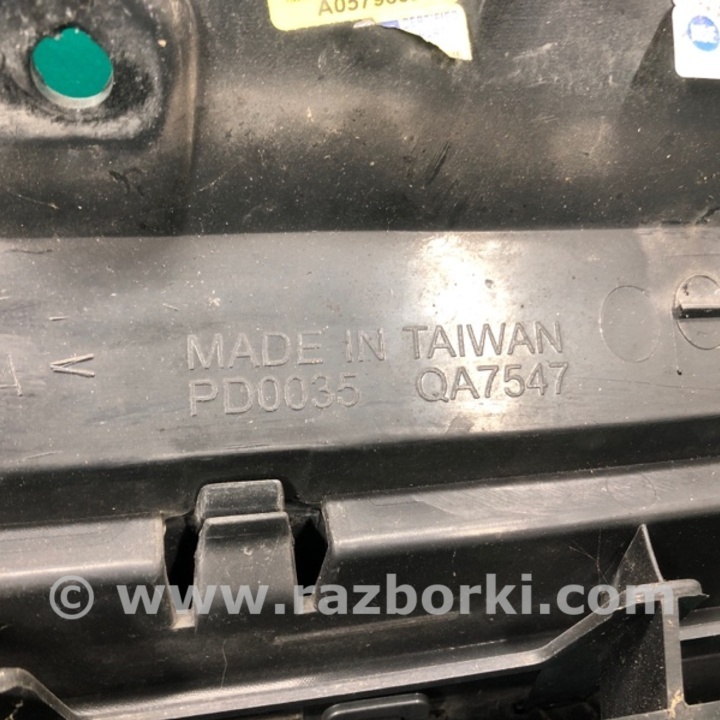 MADE IN TAIWAN
PD0035 QA7547
© www.razborki.com